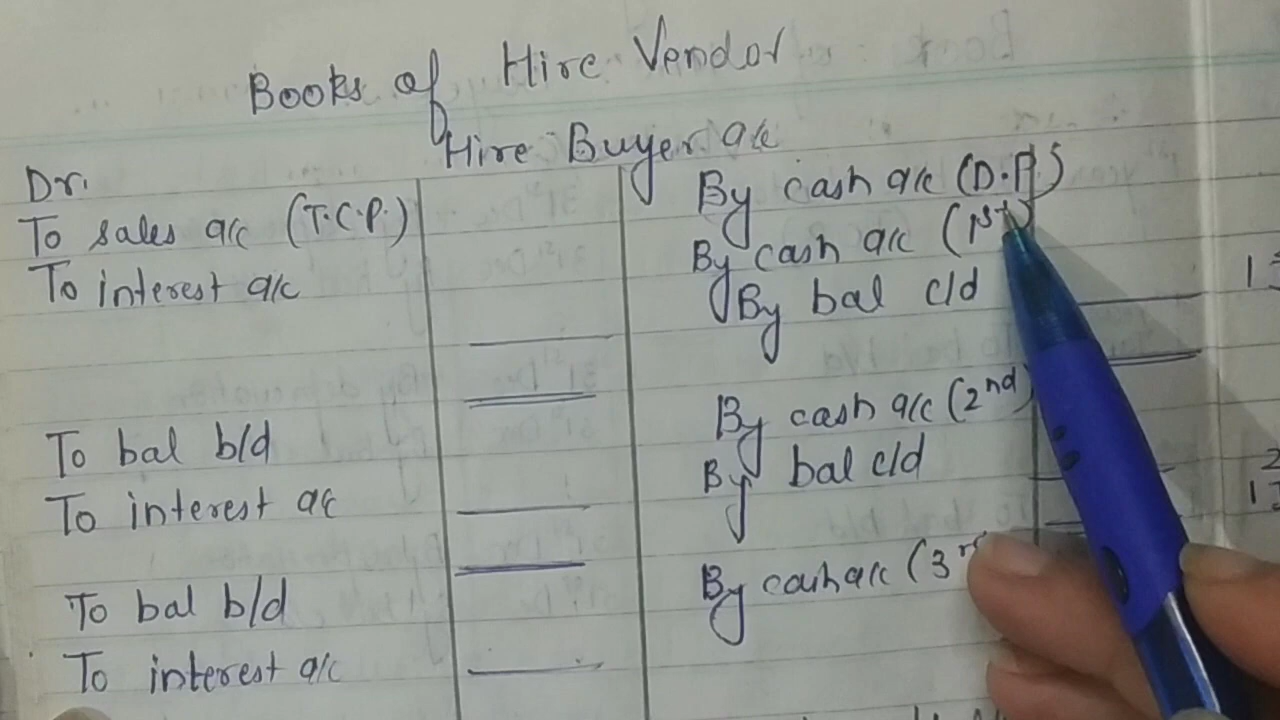 Books of Hire Vendor
Hire Buyer a/c
Dr.
To sales a/c (T.C.P.)
To interest a/c
To bal b/d
To interest a/c
To bal b/d
To interest a/c
By cash a/c (D.P)
By cash a/c (1st)
By bal c/d
By cash a/c (2nd)
By bal c/d
By cash a/c (3r